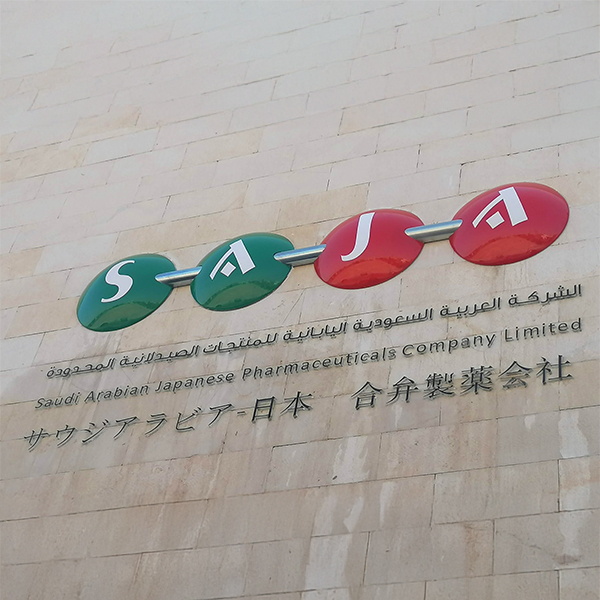 SAJA
الشركة العربية السعودية اليابانية للمنتجات الصيدلانية المحدودة
Saudi Arabian Japanese Pharmaceuticals Company Limited
サウジアラビア-日本　合弁製薬会社